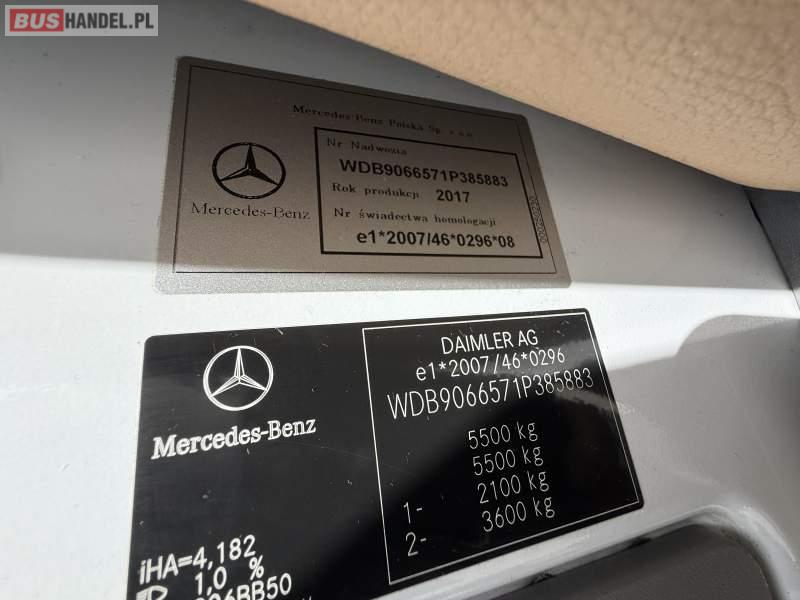 BUSHANDEL.PL
Mercedes-Benz Polska Sp. z o.o.
Nr Nadwozia
WDB9066571P385883
Rok produkcji 2017
Nr świadectwa homologacji
e1*2007/46*0296*08
Mercedes-Benz
DAIMLER AG
e1*2007/46*0296
WDB9066571P385883
5500 kg
5500 kg
1- 2100 kg
2- 3600 kg
Mercedes-Benz
iHA=4,182
1,0 %
906BB50